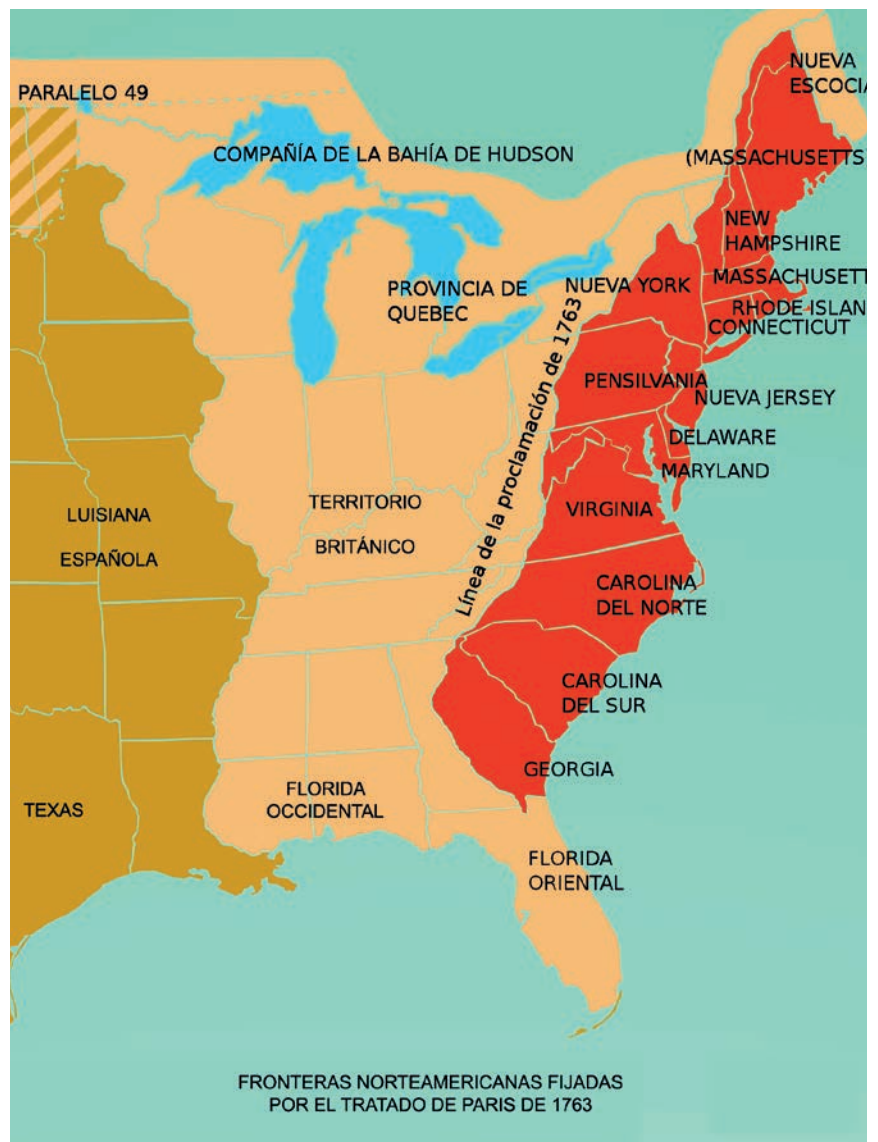 NUEVA
ESCOCIA
PARALELO 49
COMPAÑÍA DE LA BAHÍA DE HUDSON
(MASSACHUSETTS
NEW
HAMPSHIRE
MASSACHUSETT
PROVINCIA DE
QUEBEC
NUEVA YORK
RHODE ISLAN
CONNECTICUT
Línea de la proclamación de 1763
PENSILVANIA
NUEVA JERSEY
DELAWARE
MARYLAND
TERRITORIO
BRITÁNICO
VIRGINIA
LUISIANA
ESPAÑOLA
CAROLINA
DEL NORTE
CAROLINA
DEL SUR
GEORGIA
FLORIDA
OCCIDENTAL
TEXAS
FLORIDA
ORIENTAL
FRONTERAS NORTEAMERICANAS FIJADAS
POR EL TRATADO DE PARIS DE 1763